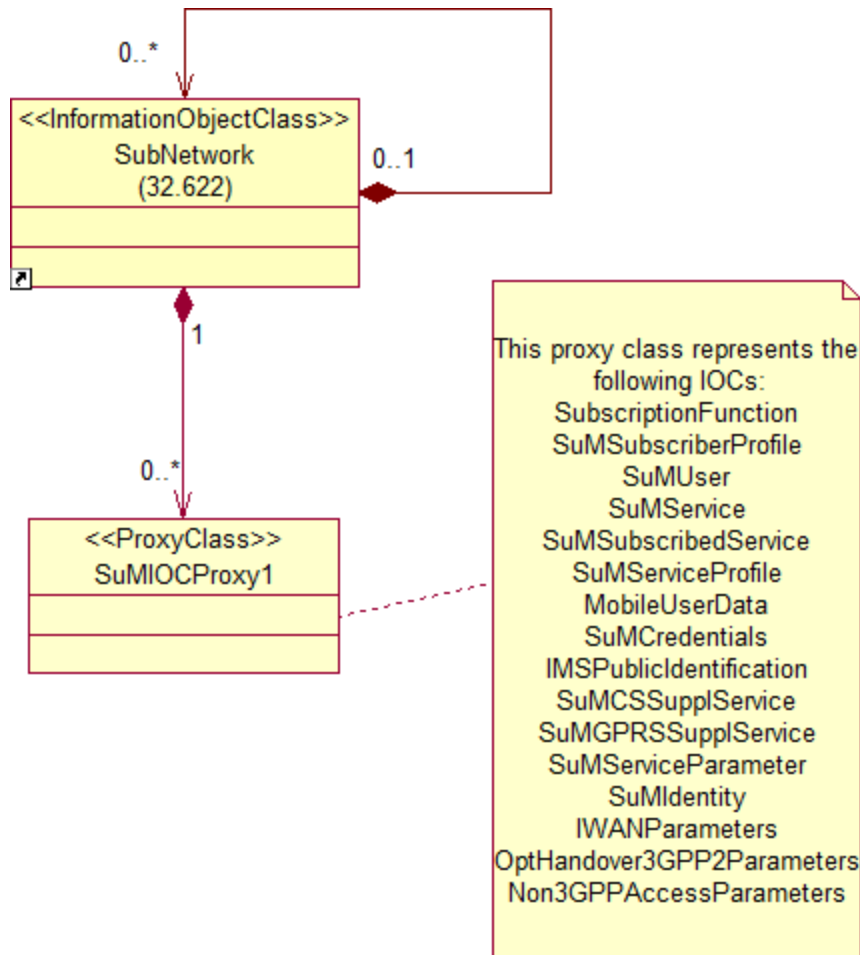 0..*
<<InformationObjectClass>>
SubNetwork
(32.622)
0..1
1
0..*
<<ProxyClass>>
SuMIOCProxy1
This proxy class represents the
following IOCs:
SubscriptionFunction
SuMSubscriberProfile
SuMUser
SuMService
SuMSubscribedService
SuMServiceProfile
MobileUserData
SuMCredentials
IMSPublicIdentification
SuMCSSupplService
SuMGPRSSupplService
SuMServiceParameter
SuMIdentity
IWANParameters
OptHandover3GPP2Parameters
Non3GPPAccessParameters